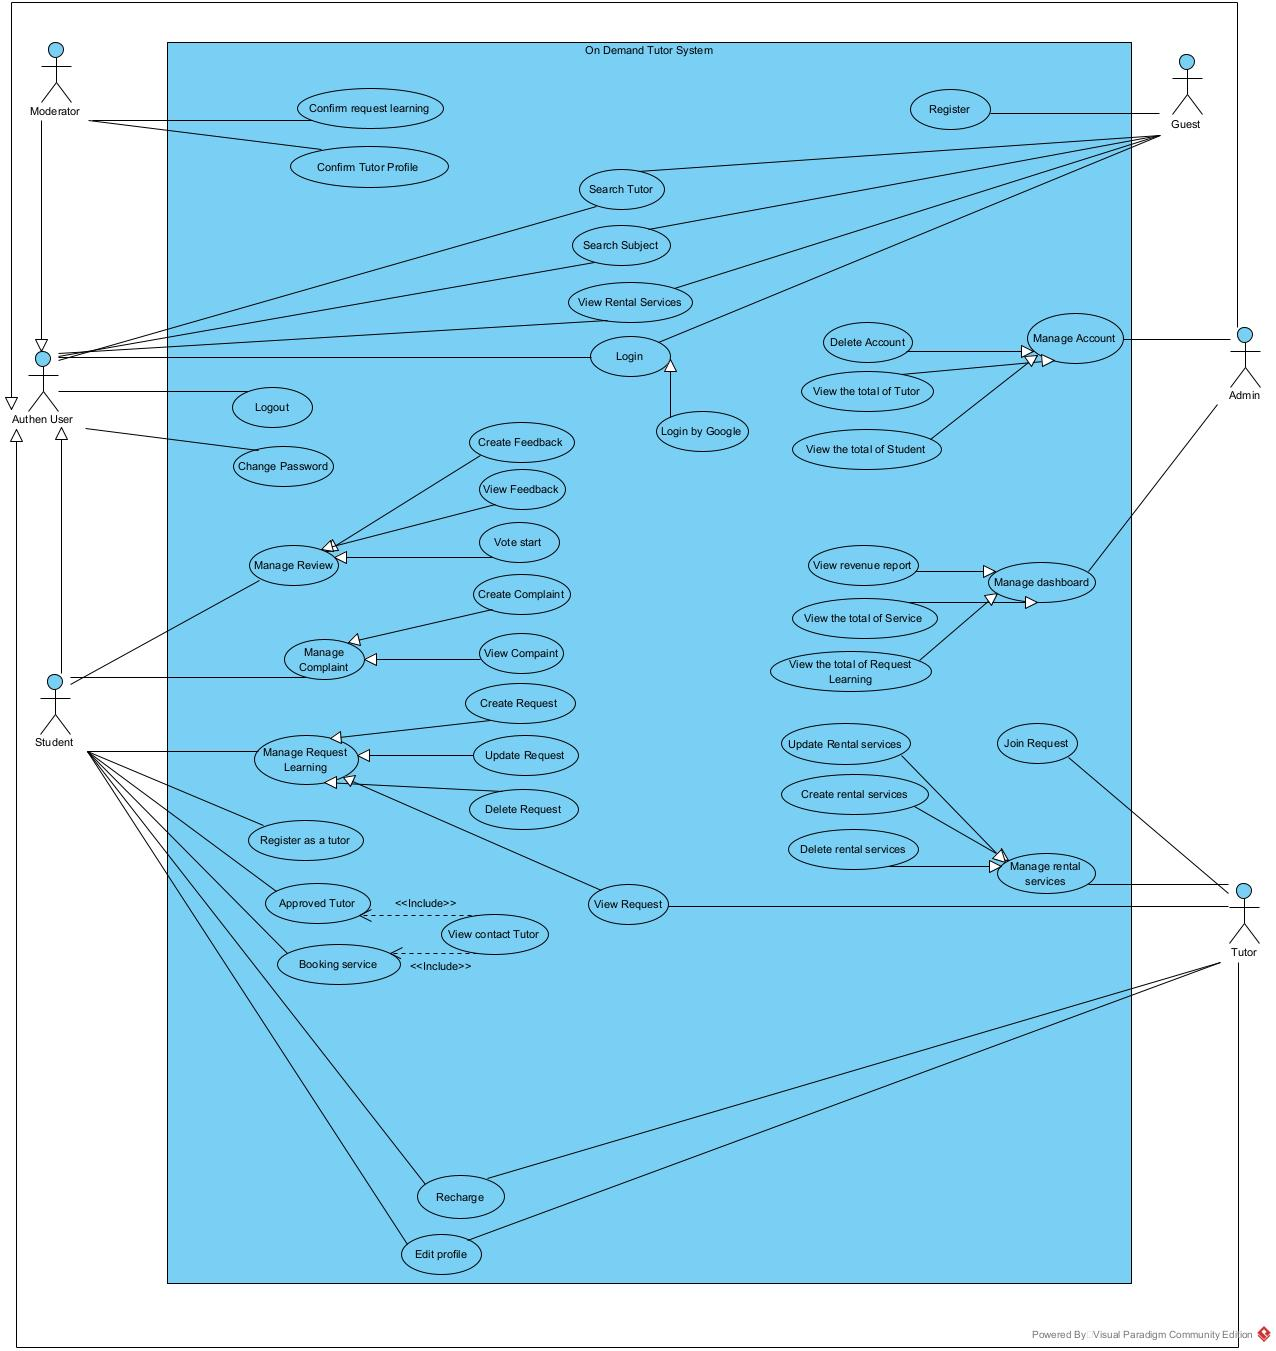 On Demand Tutor System
Moderator
Guest
Confirm request learning
Register
Confirm Tutor Profile
Search Tutor
Search Subject
View Rental Services
Login
Delete Account
Manage Account
View the total of Tutor
Admin
Authen User
Logout
Login by Google
View the total of Student
Create Feedback
Change Password
View Feedback
Vote start
Manage Review
View revenue report
Manage dashboard
Create Complaint
View the total of Service
Manage
Complaint
View Compaint
View the total of Request
Learning
Student
Create Request
Update Rental services
Join Request
Manage Request
Learning
Update Request
Create rental services
Delete Request
Register as a tutor
Delete rental services
Manage rental
services
Approved Tutor
<<Include>>
View Request
View contact Tutor
Booking service
<<Include>>
Tutor
Recharge
Edit profile
Powered By Visual Paradigm Community Edition